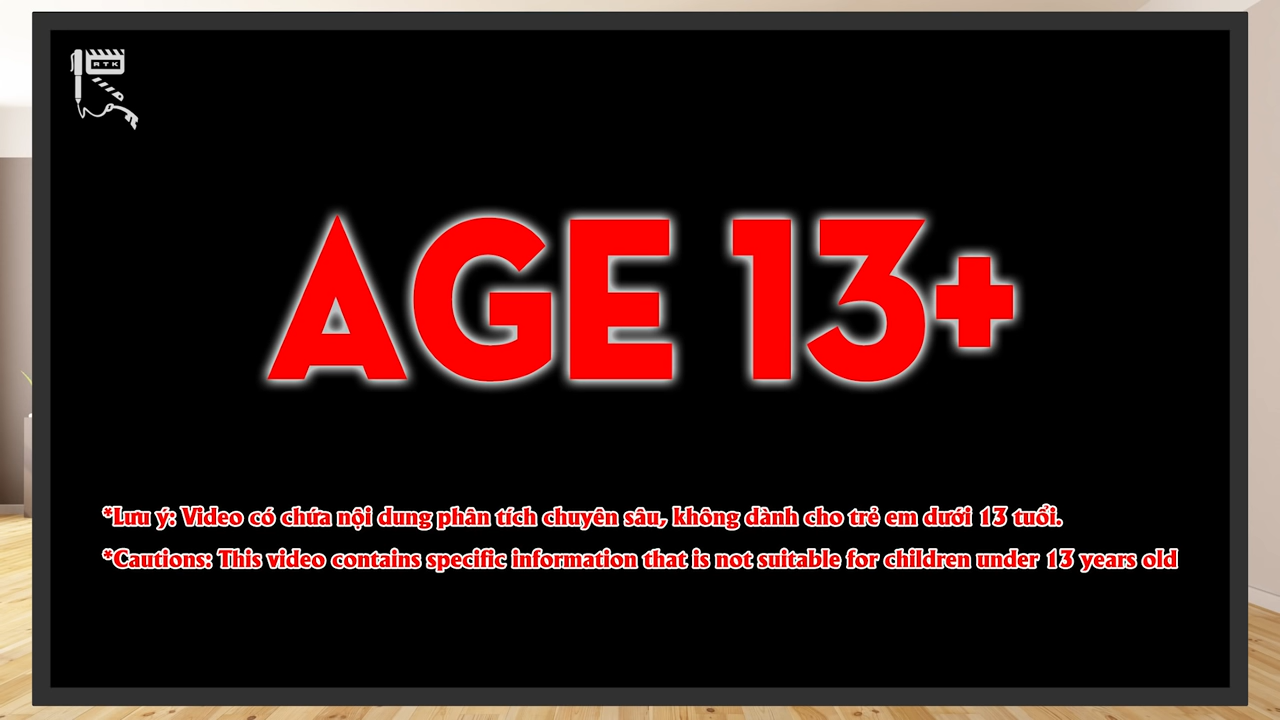 RTK
AGE 13+
*Lưu ý: Video có chứa nội dung phân tích chuyên sâu, không dành cho trẻ em dưới 13 tuổi.
*Cautions: This video contains specific information that is not suitable for children under 13 years old